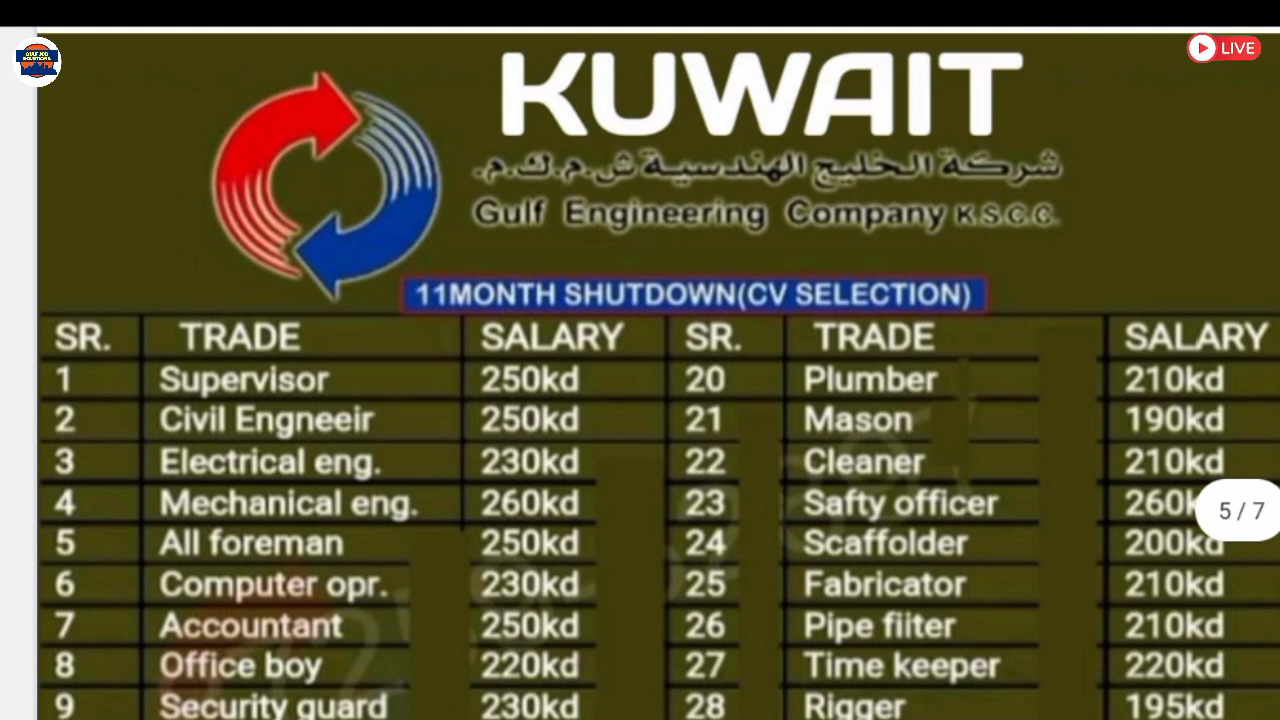 GULF JOB
LIVE
KUWAIT
شركة الخليج الهندسية ش.م.ك.م.
Gulf Engineering Company K.S.C.C.
11MONTH SHUTDOWN(CV SELECTION)
SR. TRADE SALARY SR. TRADE SALARY
1 Supervisor 250kd 20 Plumber 210kd
2 Civil Engneeir 250kd 21 Mason 190kd
3 Electrical eng. 230kd 22 Cleaner 210kd
4 Mechanical eng. 260kd 23 Safty officer 260k
5 / 7
5 All foreman 250kd 24 Scaffolder 200kd
6 Computer opr. 230kd 25 Fabricator 210kd
7 Accountant 250kd 26 Pipe fiiter 210kd
8 Office boy 220kd 27 Time keeper 220kd
9 Security guard 230kd 28 Rigger 195kd